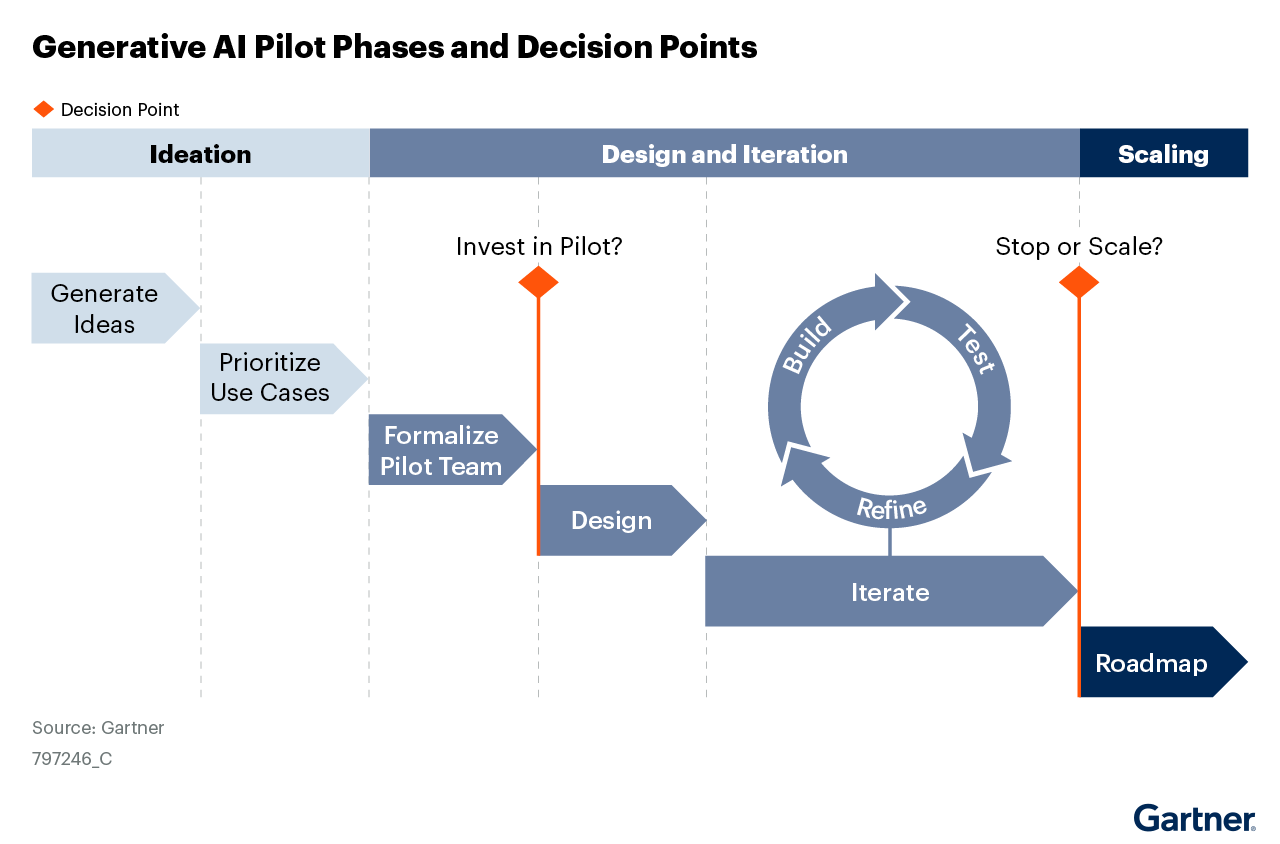 Generative AI Pilot Phases and Decision Points
Decision Point
Ideation
Design and Iteration
Scaling
Invest in Pilot?
Stop or Scale?
Generate
Ideas
Prioritize
Use Cases
Formalize
Pilot Team
Design
Build
Test
Refine
Iterate
Roadmap
Source: Gartner
797246_C
Gartner®